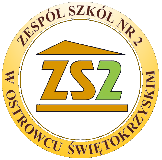 ZESPÓŁ SZKÓŁ NR 2
ZS2
W OSTROWCU ŚWIĘTOKRZYSKIM